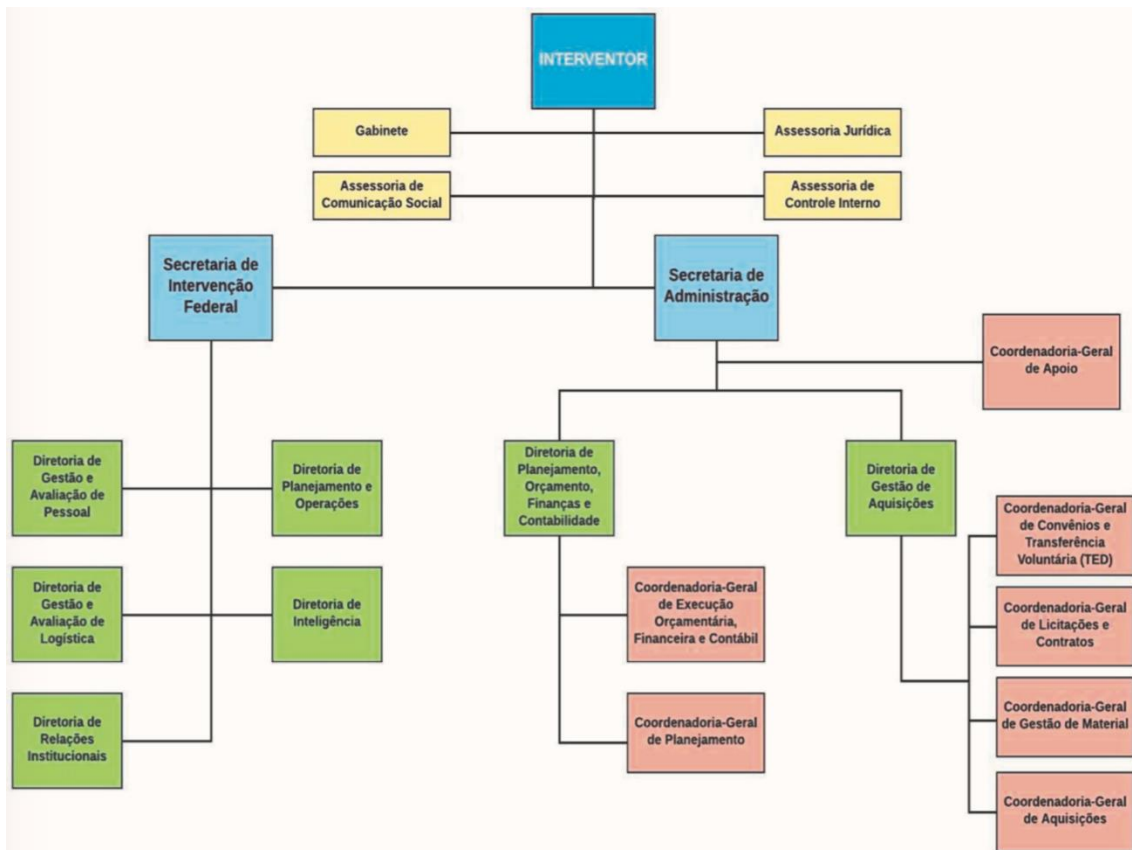 INTERVENTOR
Gabinete
Assessoria Jurídica
Assessoria de
Comunicação Social
Assessoria de
Controle Interno
Secretaria de
Intervenção
Federal
Secretaria de
Administração
Coordenadoria-Geral
de Apoio
Diretoria de
Gestão e
Avaliação de
Pessoal
Diretoria de
Planejamento e
Operações
Diretoria de
Planejamento,
Orçamento,
Finanças e
Contabilidade
Diretoria de
Gestão de
Aquisições
Coordenadoria-Geral
de Convênios e
Transferência
Voluntária (TED)
Diretoria de
Gestão e
Avaliação de
Logística
Diretoria de
Inteligência
Coordenadoria-Geral
de Execução
Orçamentária,
Financeira e Contábil
Coordenadoria-Geral
de Licitações e
Contratos
Diretoria de
Relações
Institucionais
Coordenadoria-Geral
de Planejamento
Coordenadoria-Geral
de Gestão de Material
Coordenadoria-Geral
de Aquisições